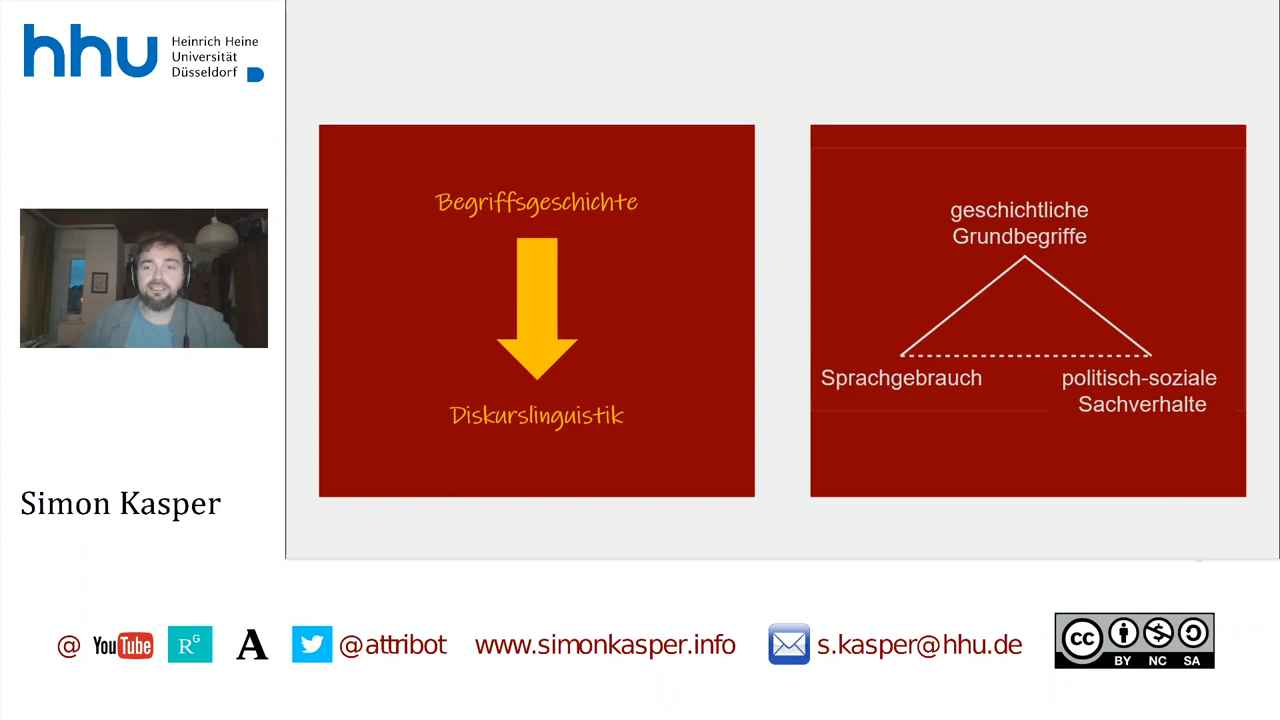 hhu
Heinrich Heine
Universität
Düsseldorf
Simon Kasper
Begriffsgeschichte
Diskurslinguistik
geschichtliche
Grundbegriffe
Sprachgebrauch
politisch-soziale
Sachverhalte
@ YouTube RG A @attribot www.simonkasper.info s.kasper@hhu.de
cc BY NC SA